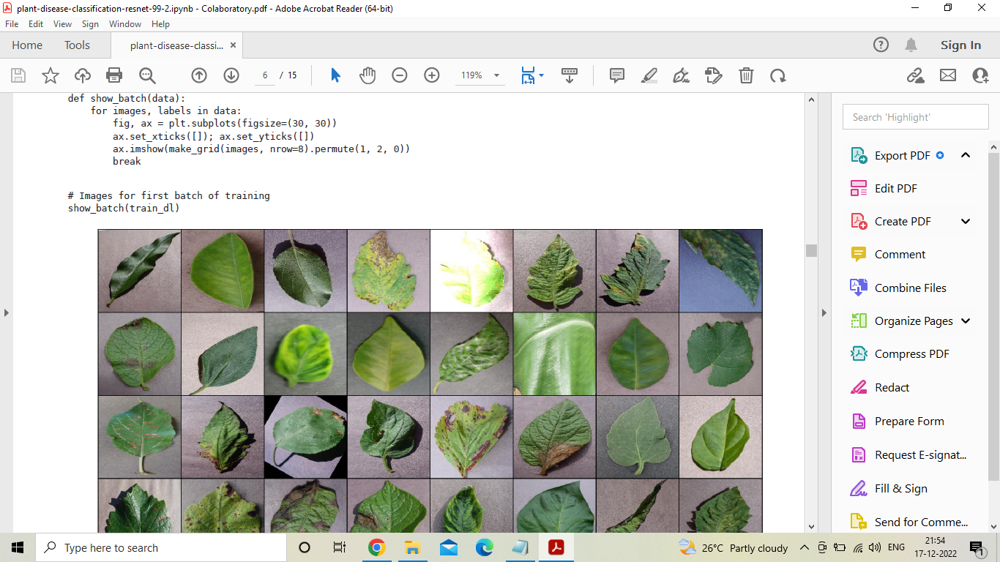 plant-disease-classification-resnet-99-2.ipynb - Colaboratory.pdf - Adobe Acrobat Reader (64-bit)
File Edit View Sign Window Help
Home Tools plant-disease-classi... × Sign In
6 / 15 119%
def show_batch(data):
    for images, labels in data:
        fig, ax = plt.subplots(figsize=(30, 30))
        ax.set_xticks([]); ax.set_yticks([])
        ax.imshow(make_grid(images, nrow=8).permute(1, 2, 0))
        break
# Images for first batch of training
show_batch(train_dl)
Search 'Highlight'
Export PDF
Edit PDF
Create PDF
Comment
Combine Files
Organize Pages
Compress PDF
Redact
Prepare Form
Request E-signat...
Fill & Sign
Send for Comme...
Type here to search
26°C Partly cloudy
ENG
21:54
17-12-2022
1